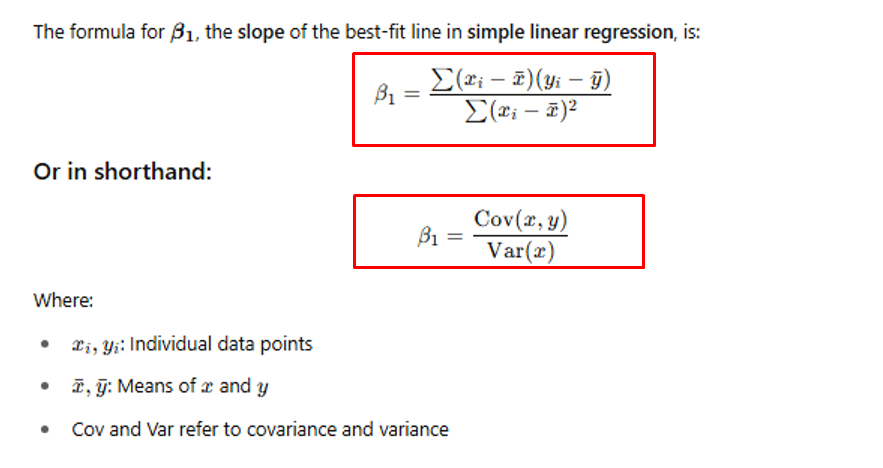 The formula for β₁, the slope of the best-fit line in simple linear regression, is:
β₁ = ∑(xᵢ − x̄)(yᵢ − ȳ) / ∑(xᵢ − x̄)²
Or in shorthand:
β₁ = Cov(x, y) / Var(x)
Where:
• xᵢ, yᵢ: Individual data points
• x̄, ȳ: Means of x and y
• Cov and Var refer to covariance and variance